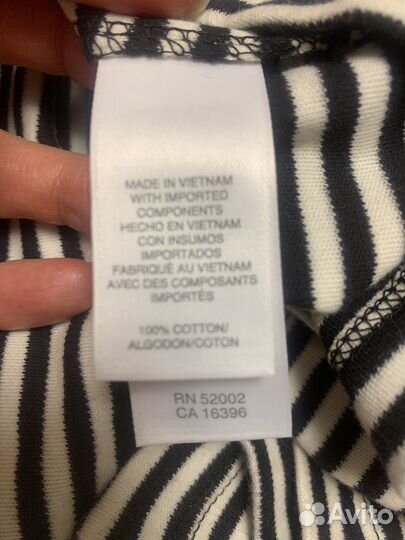 MADE IN VIETNAM
WITH IMPORTED
COMPONENTS
HECHO EN VIETNAM
CON INSUMOS
IMPORTADOS
FABRIQUÉ AU VIETNAM
AVEC DES COMPOSANTS
IMPORTÉS
100% COTTON/
ALGODON/COTON
RN 52002
CA 16396
Avito